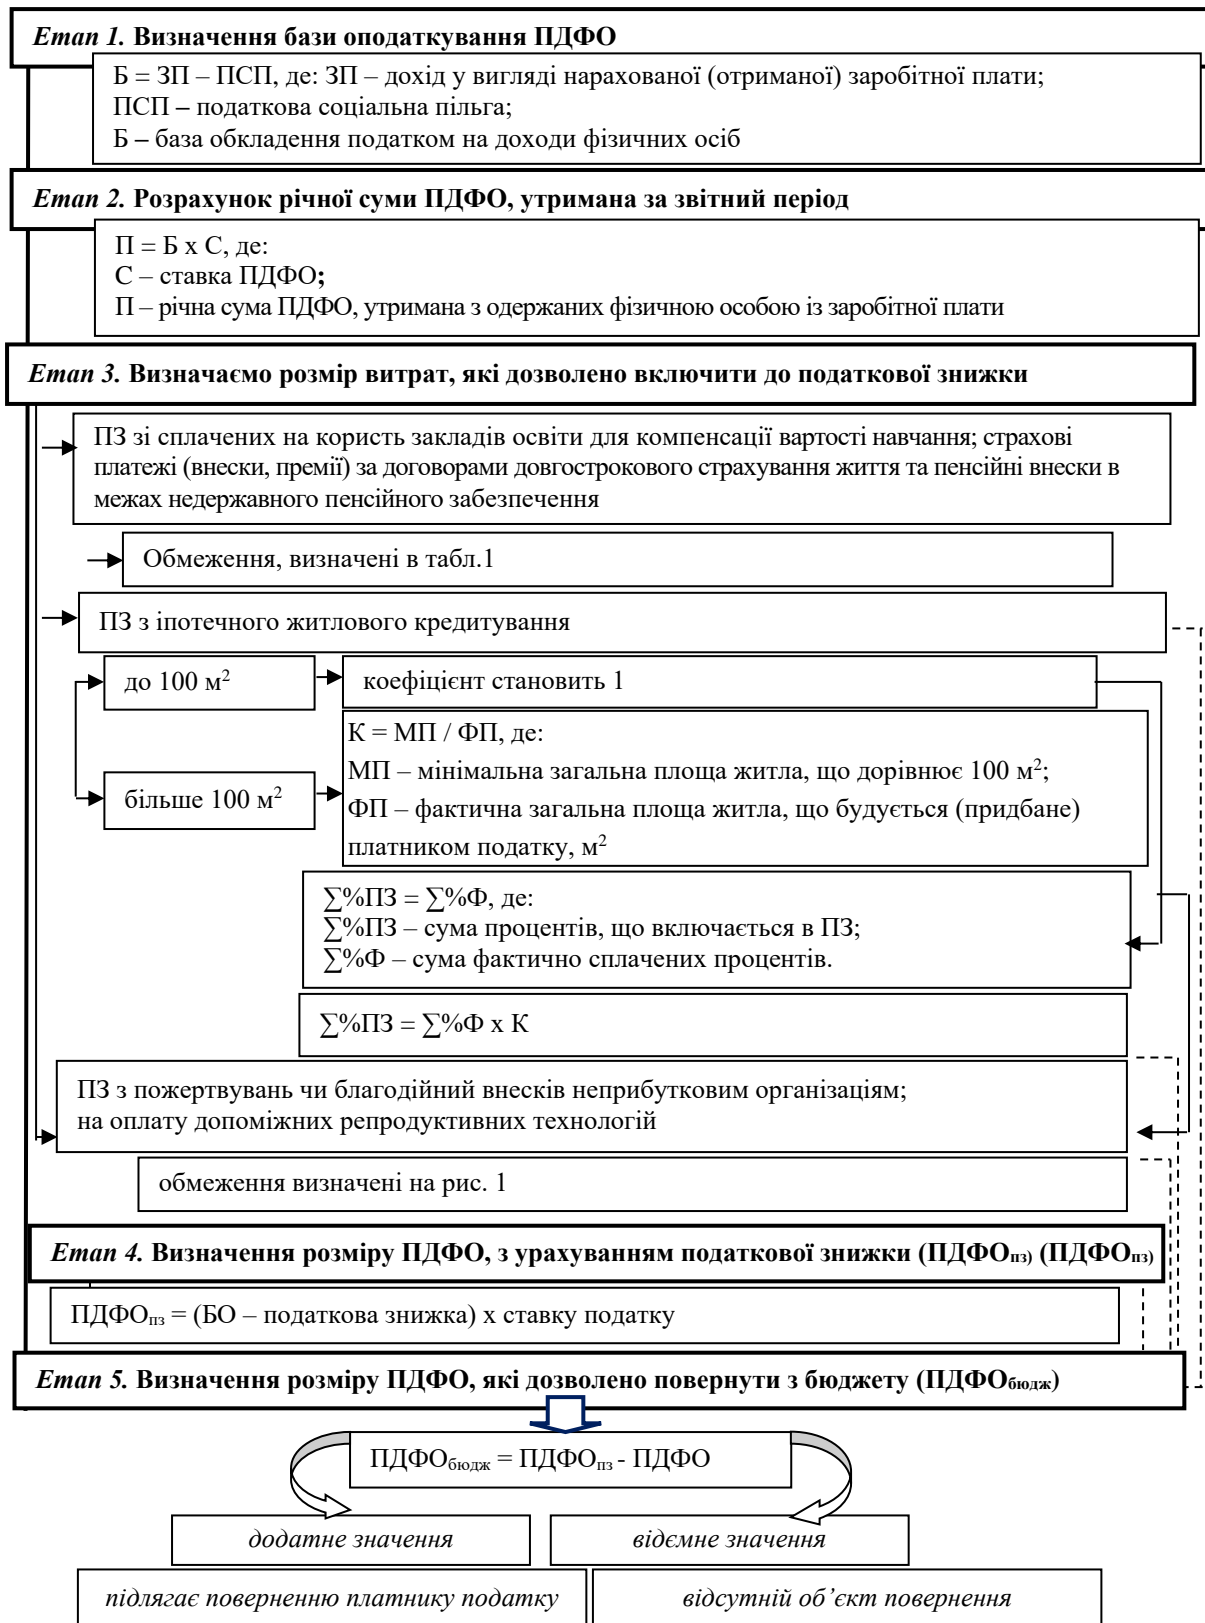 Етап 1. Визначення бази оподаткування ПДФО
Б = ЗП – ПСП, де: ЗП – дохід у вигляді нарахованої (отриманої) заробітної плати;
ПСП – податкова соціальна пільга;
Б – база обкладення податком на доходи фізичних осіб
Етап 2. Розрахунок річної суми ПДФО, утримана за звітний період
П = Б х С, де:
С – ставка ПДФО;
П – річна сума ПДФО, утримана з одержаних фізичною особою із заробітної плати
Етап 3. Визначаємо розмір витрат, які дозволено включити до податкової знижки
ПЗ зі сплачених на користь закладів освіти для компенсації вартості навчання; страхові
платежі (внески, премії) за договорами довгострокового страхування життя та пенсійні внески в
межах недержавного пенсійного забезпечення
Обмеження, визначені в табл.1
ПЗ з іпотечного житлового кредитування
до 100 м²
коефіцієнт становить 1
К = МП / ФП, де:
МП – мінімальна загальна площа житла, що дорівнює 100 м²;
більше 100 м²
ФП – фактична загальна площа житла, що будується (придбане)
платником податку, м²
∑%ПЗ = ∑%Ф, де:
∑%ПЗ – сума процентів, що включається в ПЗ;
∑%Ф – сума фактично сплачених процентів.
∑%ПЗ = ∑%Ф х К
ПЗ з пожертвувань чи благодійний внесків неприбутковим організаціям;
на оплату допоміжних репродуктивних технологій
обмеження визначені на рис. 1
Етап 4. Визначення розміру ПДФО, з урахуванням податкової знижки (ПДФОпз) (ПДФОпз)
ПДФОпз = (БО – податкова знижка) х ставку податку
Етап 5. Визначення розміру ПДФО, які дозволено повернути з бюджету (ПДФОбюдж)
ПДФОбюдж = ПДФОпз - ПДФО
додатне значення
відємне значення
підлягає поверненню платнику податку
відсутній об’єкт повернення